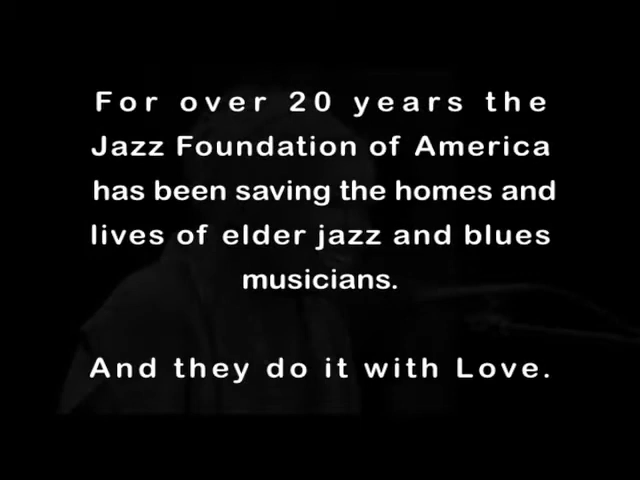 For over 20 years the
Jazz Foundation of America
has been saving the homes and
lives of elder jazz and blues
musicians.
And they do it with Love.